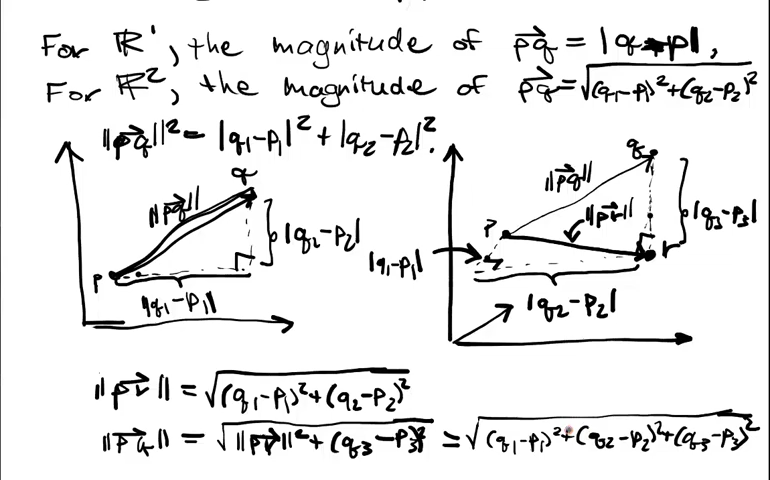 For ℝ¹, the magnitude of p͞q⃗ = |q-p|,
For ℝ², the magnitude of pq⃗ = √((q₁-p₁)²+(q₂-p₂)²)
||pq⃗||² = |q₁-p₁|² + |q₂-p₂|².
q
||pq⃗||
|q₂-p₂|
p
|q₁-p₁|
q
||pq⃗||
||pr⃗||
|q₃-p₃|
p
r
|q₁-p₁|
|q₂-p₂|
||pr⃗|| = √((q₁-p₁)²+(q₂-p₂)²)
||pq⃗|| = √(||pr⃗||²+(q₃-p₃)²) = √((q₁-p₁)²+(q₂-p₂)²+(q₃-p₃)²)